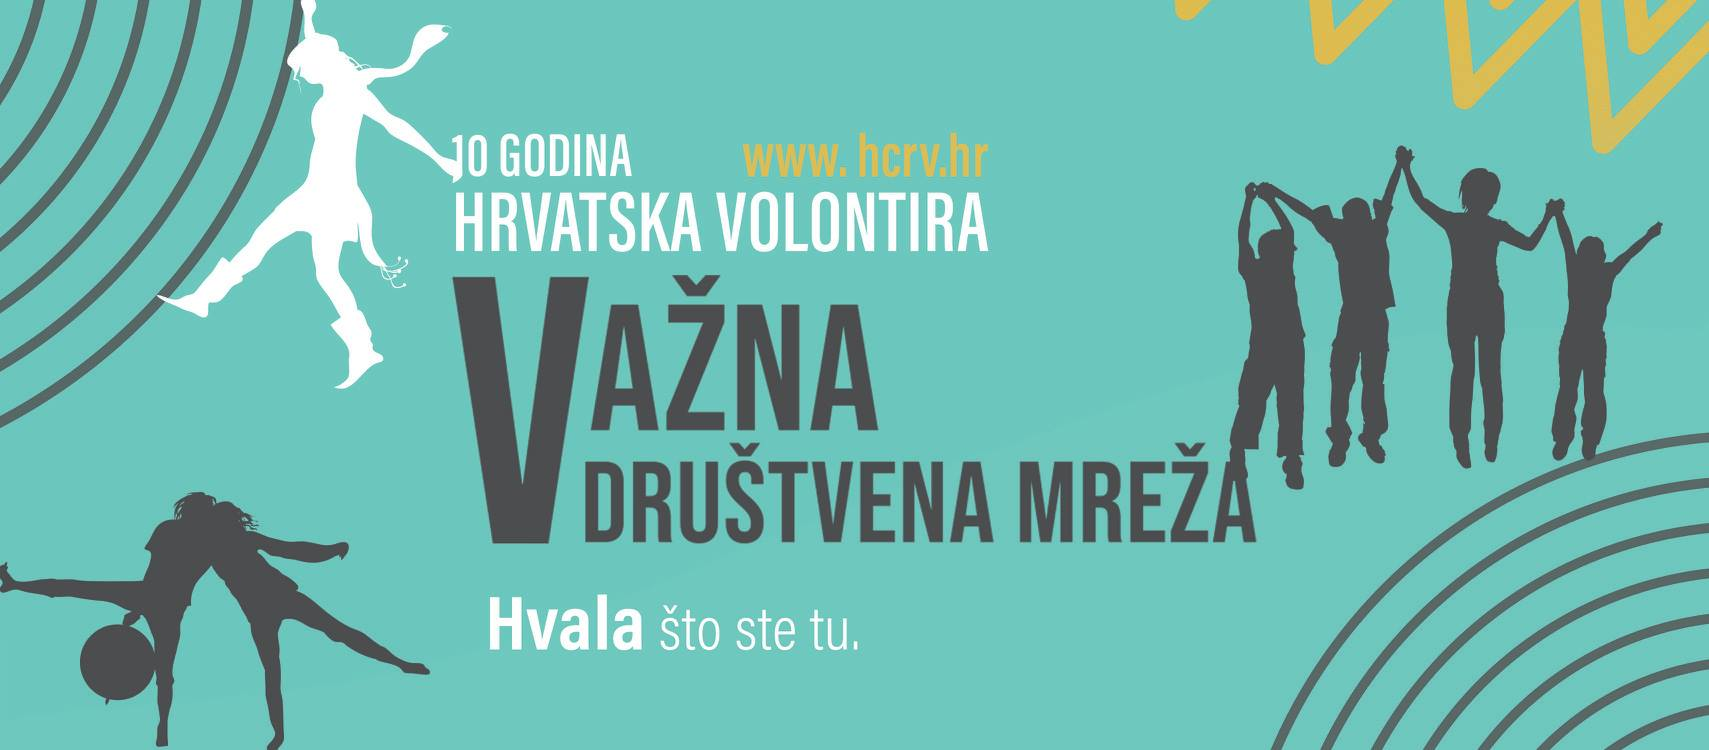 10 GODINA www. hcrv.hr
HRVATSKA VOLONTIRA
VAŽNA
DRUŠTVENA MREŽA
Hvala što ste tu.